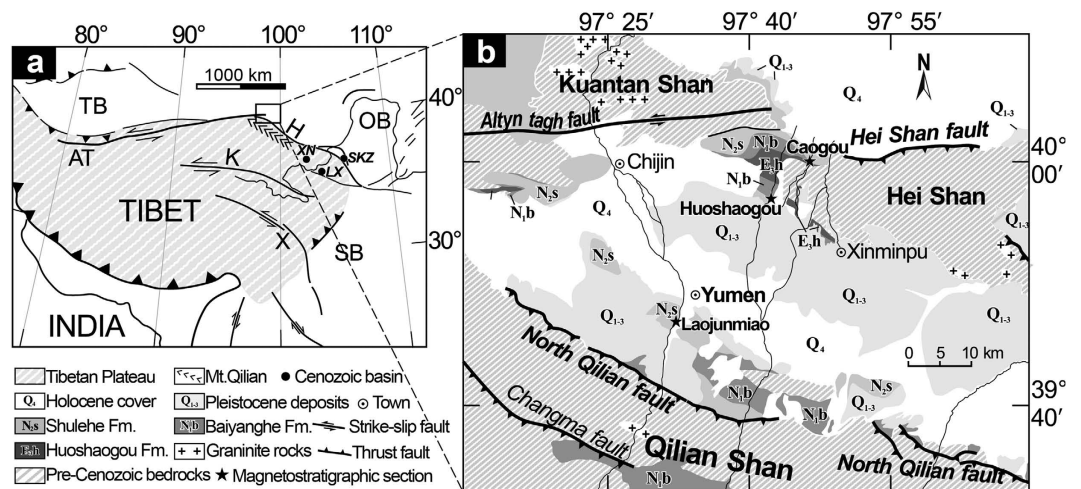 a
80°
90°
100°
110°
1000 km
40°
30°
TB
AT
H
XN
OB
SKZ
LX
K
TIBET
X
SB
INDIA
Tibetan Plateau
Mt.Qilian
Cenozoic basin
Q₄ Holocene cover
Q₁₋₃ Pleistocene deposits
Town
N₂s Shulehe Fm.
N₁b Baiyanghe Fm.
Strike-slip fault
E₃h Huoshaogou Fm.
Graninite rocks
Thrust fault
Pre-Cenozoic bedrocks
Magnetostratigraphic section
b
97° 25′
97° 40′
97° 55′
Kuantan Shan
Q₁₋₃
Q₄
N
Q₁₋₃
Altyn tagh fault
Hei Shan fault
N₂s
N₁b
Caogou
40° 00′
Chijin
E₃h
N₁b
Hei Shan
N₂s
N₁b
Q₄
Huoshaogou
Q₁₋₃
Q₁₋₃
E₃h
Xinminpu
N₂s
Yumen
Q₁₋₃
Q₁₋₃
N₂s
Laojunmiao
Q₁₋₃
Q₄
0 5 10 km
North Qilian fault
N₁b
N₂s
Q₁₋₃
39° 40′
N₁b
Changma fault
Qilian Shan
N₁b
North Qilian fault